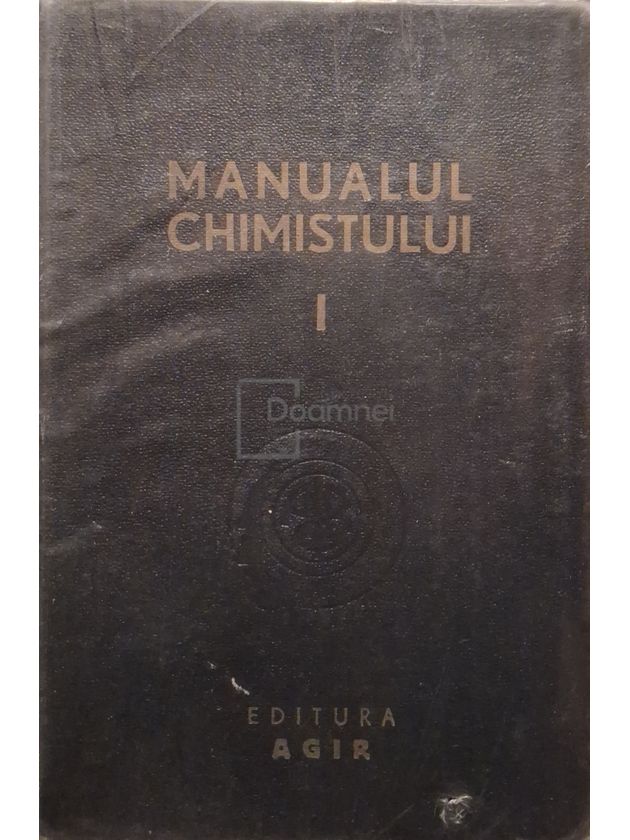 MANUALUL
CHIMISTULUI
I
Doamnei
EDITURA
AGIR